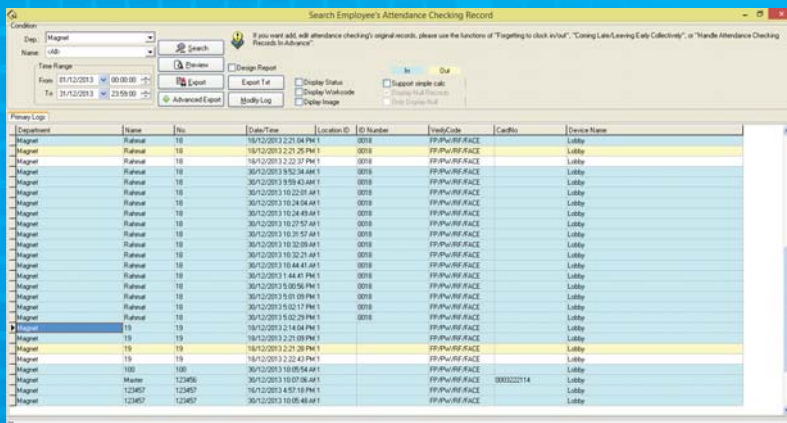 Search Employee's Attendance Checking Record
Condition
Dep.: Magnet
Name: <All>
Search
If you want add, edit attendance checking's original records, please use the functions of "Forgetting to clock in/out", "Coming Late/Leaving Early Collectively", or "Handle Attendance Checking
Records In Advance".
Time Range
Preview
Design Report
In Out
From 01/12/2013 00:00:00
Export
Export Txt
Display Status
Support simple calc
To 31/12/2013 23:59:00
Advanced Export
Modify Log
Display Workcode
Display Null Records
Diplay Image
Only Display Null
Primary Logs
Department Name No. Date/Time Location ID ID Number VerifyCode CardNo Device Name
Magnet Rahmat 18 18/12/2013 2:21:04 PM 1 0018 FP/PW/RF/FACE Lobby
Magnet Rahmat 18 18/12/2013 2:21:25 PM 1 0018 FP/PW/RF/FACE Lobby
Magnet Rahmat 18 18/12/2013 2:22:37 PM 1 0018 FP/PW/RF/FACE Lobby
Magnet Rahmat 18 30/12/2013 9:52:34 AM 1 0018 FP/PW/RF/FACE Lobby
Magnet Rahmat 18 30/12/2013 9:59:43 AM 1 0018 FP/PW/RF/FACE Lobby
Magnet Rahmat 18 30/12/2013 10:22:01 AM 1 0018 FP/PW/RF/FACE Lobby
Magnet Rahmat 18 30/12/2013 10:24:04 AM 1 0018 FP/PW/RF/FACE Lobby
Magnet Rahmat 18 30/12/2013 10:24:49 AM 1 0018 FP/PW/RF/FACE Lobby
Magnet Rahmat 18 30/12/2013 10:27:57 AM 1 0018 FP/PW/RF/FACE Lobby
Magnet Rahmat 18 30/12/2013 10:31:57 AM 1 0018 FP/PW/RF/FACE Lobby
Magnet Rahmat 18 30/12/2013 10:32:09 AM 1 0018 FP/PW/RF/FACE Lobby
Magnet Rahmat 18 30/12/2013 10:32:21 AM 1 0018 FP/PW/RF/FACE Lobby
Magnet Rahmat 18 30/12/2013 10:44:41 AM 1 0018 FP/PW/RF/FACE Lobby
Magnet Rahmat 18 30/12/2013 1:44:41 PM 1 0018 FP/PW/RF/FACE Lobby
Magnet Rahmat 18 30/12/2013 5:00:56 PM 1 0018 FP/PW/RF/FACE Lobby
Magnet Rahmat 18 30/12/2013 5:01:09 PM 1 0018 FP/PW/RF/FACE Lobby
Magnet Rahmat 18 30/12/2013 5:02:17 PM 1 0018 FP/PW/RF/FACE Lobby
Magnet Rahmat 18 30/12/2013 5:02:29 PM 1 0018 FP/PW/RF/FACE Lobby
Magnet 19 19 18/12/2013 2:14:04 PM 1 FP/PW/RF/FACE Lobby
Magnet 19 19 18/12/2013 2:21:09 PM 1 FP/PW/RF/FACE Lobby
Magnet 19 19 18/12/2013 2:21:28 PM 1 FP/PW/RF/FACE Lobby
Magnet 19 19 18/12/2013 2:22:43 PM 1 FP/PW/RF/FACE Lobby
Magnet 100 100 30/12/2013 10:05:54 AM 1 FP/PW/RF/FACE Lobby
Magnet Master 123456 30/12/2013 10:07:06 AM 1 FP/PW/RF/FACE 0003222114 Lobby
Magnet 123457 123457 16/12/2013 4:57:18 PM 1 FP/PW/RF/FACE Lobby
Magnet 123457 123457 30/12/2013 10:05:48 AM 1 FP/PW/RF/FACE Lobby